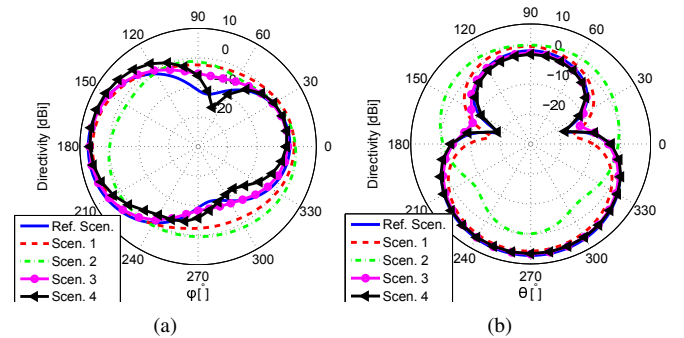 90
10
120
60
0
150
30
−20
180
0
210
330
240
300
270
Directivity [dBi]
φ[°]
Ref. Scen.
Scen. 1
Scen. 2
Scen. 3
Scen. 4
(a)
90
10
120
60
0
−10
150
30
−20
180
0
210
330
240
300
270
Directivity [dBi]
θ[°]
Ref. Scen.
Scen. 1
Scen. 2
Scen. 3
Scen. 4
(b)